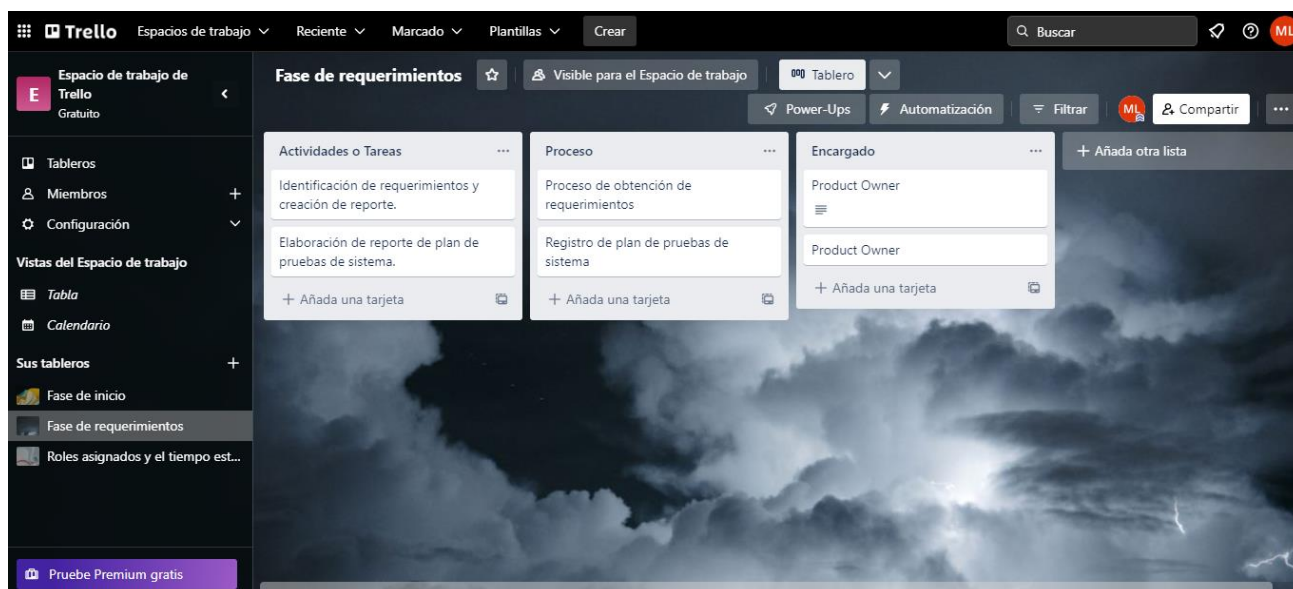 Trello Espacios de trabajo Reciente Marcado Plantillas Crear Buscar ML
E Espacio de trabajo de
Trello
Gratuito
Tableros
Miembros
Configuración
Vistas del Espacio de trabajo
Tabla
Calendario
Sus tableros
Fase de inicio
Fase de requerimientos
Roles asignados y el tiempo est...
Pruebe Premium gratis
Fase de requerimientos Visible para el Espacio de trabajo Tablero
Power-Ups Automatización Filtrar ML Compartir
Actividades o Tareas
Identificación de requerimientos y
creación de reporte.
Elaboración de reporte de plan de
pruebas de sistema.
+ Añada una tarjeta
Proceso
Proceso de obtención de
requerimientos
Registro de plan de pruebas de
sistema
+ Añada una tarjeta
Encargado
Product Owner
Product Owner
+ Añada una tarjeta
+ Añada otra lista